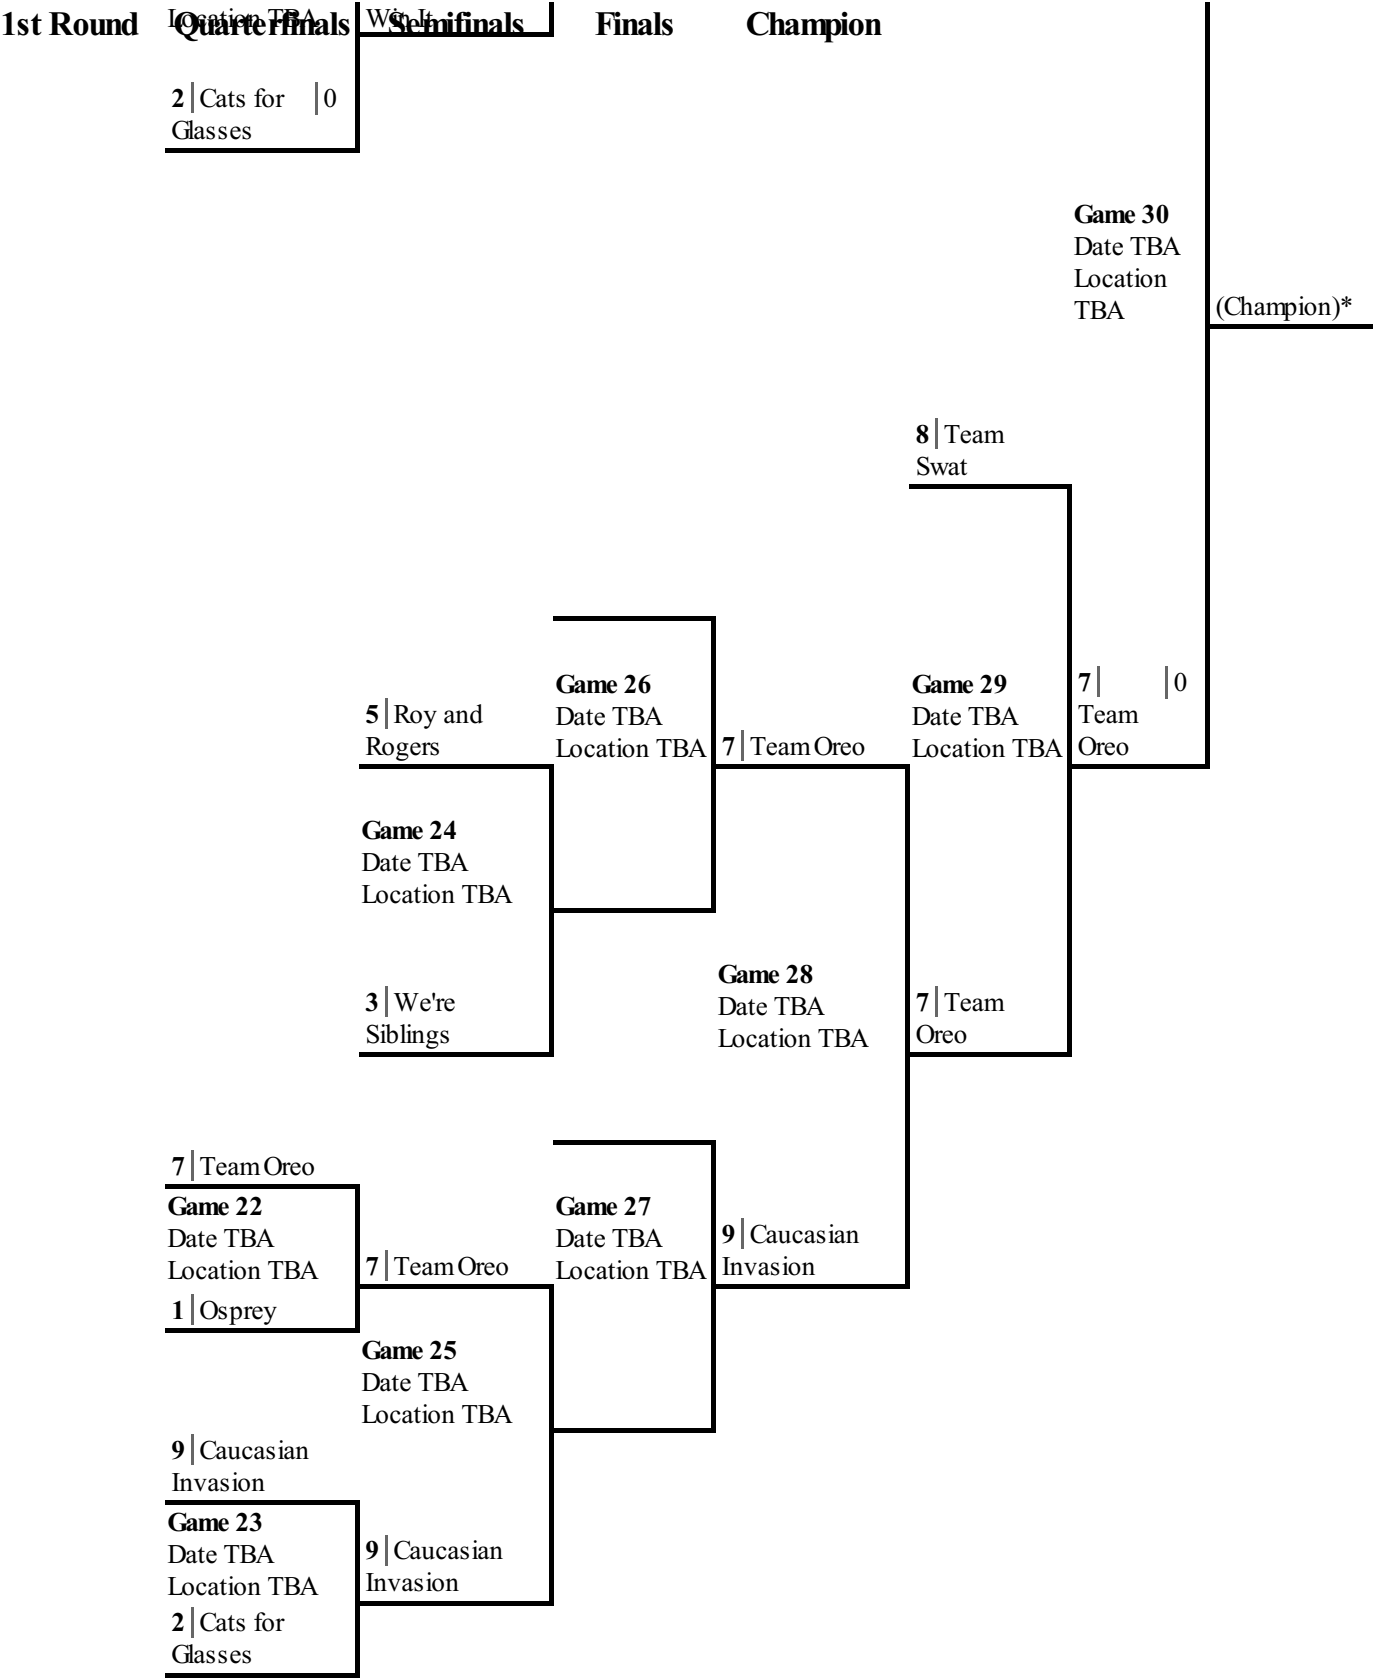 1st Round Quarterfinals Semifinals Finals Champion
Location TBA
Win It
2 Cats for 0
Glasses
Game 30
Date TBA
Location
TBA
(Champion)*
8 Team
Swat
5 Roy and
Rogers
Game 26
Date TBA
Location TBA
7 Team Oreo
Game 29
Date TBA
Location TBA
7 0
Team
Oreo
Game 24
Date TBA
Location TBA
3 We're
Siblings
Game 28
Date TBA
Location TBA
7 Team
Oreo
7 Team Oreo
Game 22
Date TBA
Location TBA
1 Osprey
7 Team Oreo
Game 27
Date TBA
Location TBA
9 Caucasian
Invasion
Game 25
Date TBA
Location TBA
9 Caucasian
Invasion
Game 23
Date TBA
Location TBA
2 Cats for
Glasses
9 Caucasian
Invasion